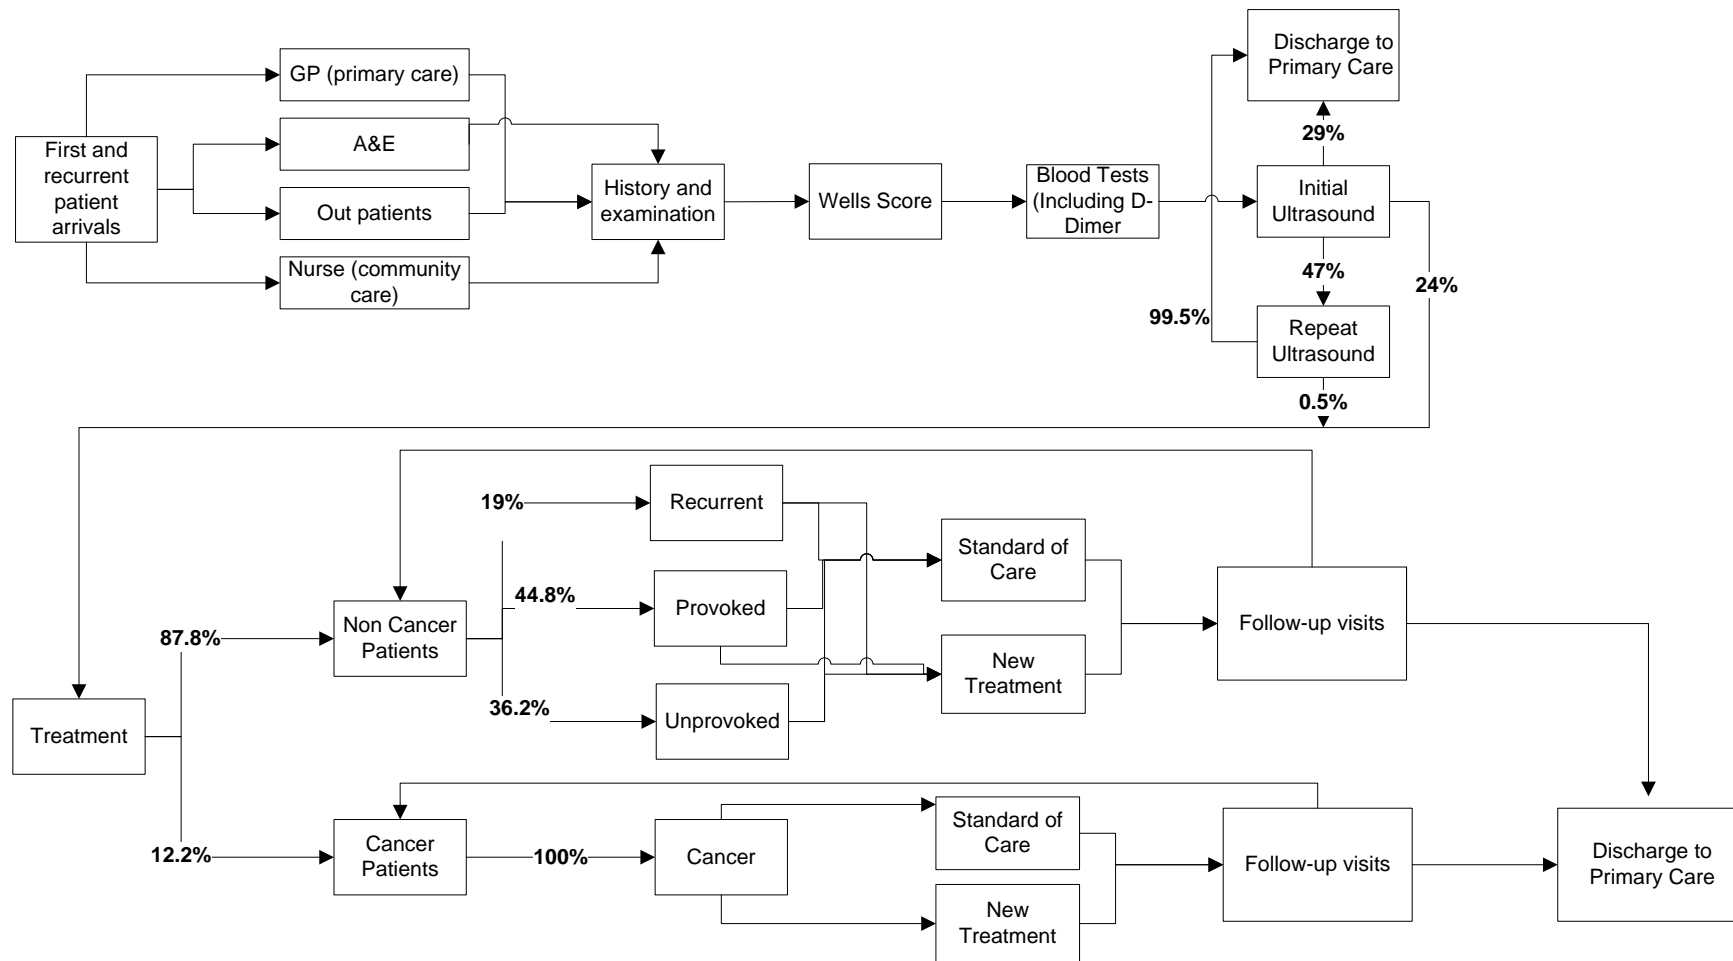 First and
recurrent
patient
arrivals
GP (primary care)
A&E
Out patients
Nurse (community
care)
History and
examination
Wells Score
Blood Tests
(Including D-
Dimer
Discharge to
Primary Care
29%
Initial
Ultrasound
47%
24%
99.5%
Repeat
Ultrasound
0.5%
Treatment
87.8%
12.2%
Non Cancer
Patients
19%
44.8%
36.2%
Recurrent
Provoked
Unprovoked
Standard of
Care
New
Treatment
Follow-up visits
Cancer
Patients
100%
Cancer
Standard of
Care
New
Treatment
Follow-up visits
Discharge to
Primary Care